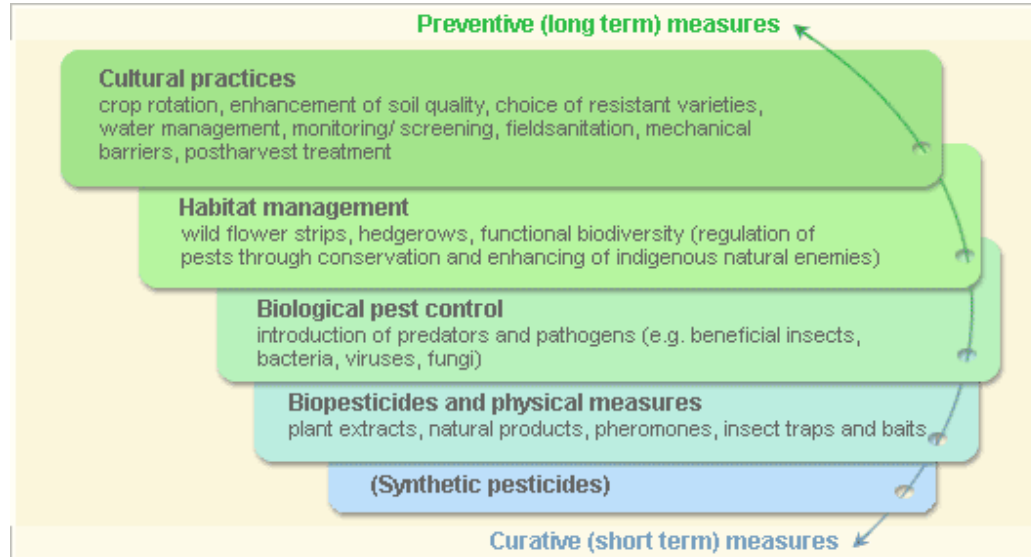 Preventive (long term) measures
Cultural practices
crop rotation, enhancement of soil quality, choice of resistant varieties,
water management, monitoring/ screening, fieldsanitation, mechanical
barriers, postharvest treatment
Habitat management
wild flower strips, hedgerows, functional biodiversity (regulation of
pests through conservation and enhancing of indigenous natural enemies)
Biological pest control
introduction of predators and pathogens (e.g. beneficial insects,
bacteria, viruses, fungi)
Biopesticides and physical measures
plant extracts, natural products, pheromones, insect traps and baits
(Synthetic pesticides)
Curative (short term) measures